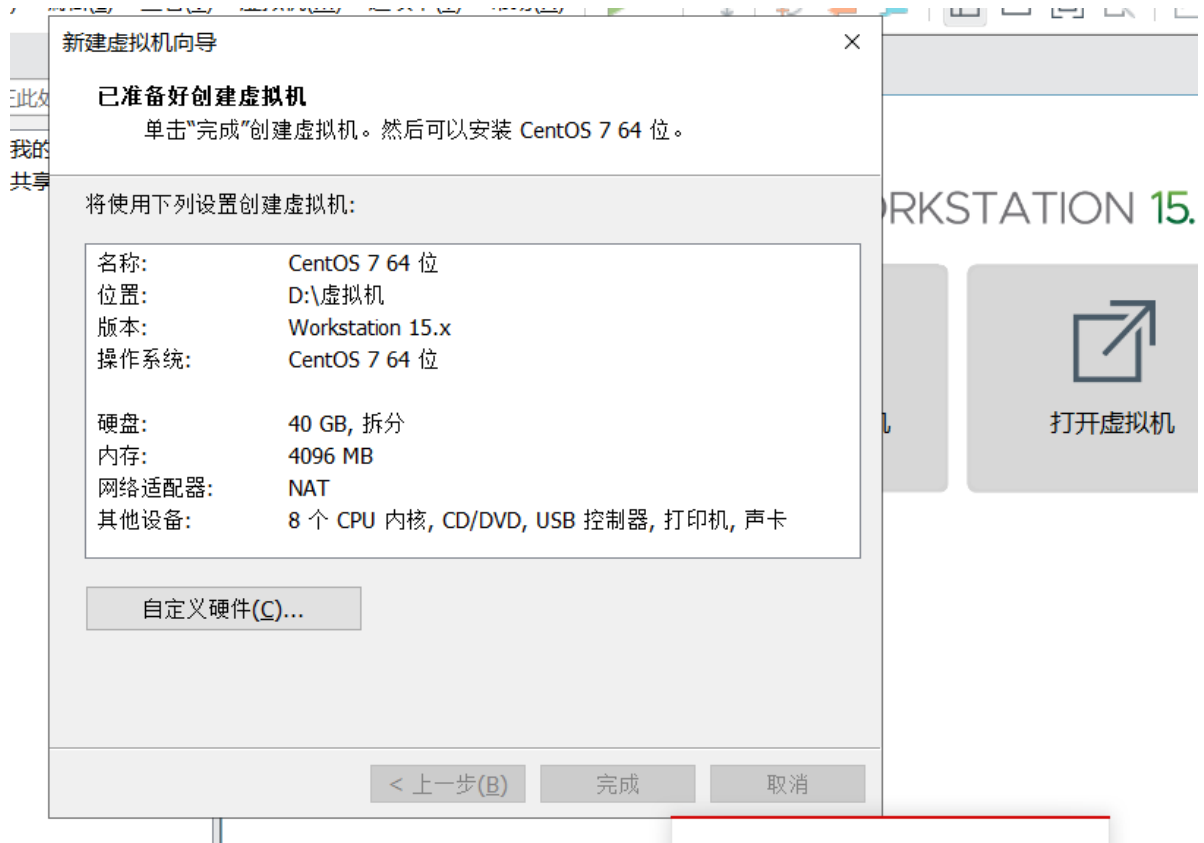 新建虚拟机向导
已准备好创建虚拟机
单击“完成”创建虚拟机。然后可以安装 CentOS 7 64 位。
我的
共享
将使用下列设置创建虚拟机:
WORKSTATION 15.
名称: CentOS 7 64 位
位置: D:\虚拟机
版本: Workstation 15.x
操作系统: CentOS 7 64 位
硬盘: 40 GB, 拆分
内存: 4096 MB
网络适配器: NAT
其他设备: 8 个 CPU 内核, CD/DVD, USB 控制器, 打印机, 声卡
打开虚拟机
自定义硬件(C)...
< 上一步(B)
完成
取消